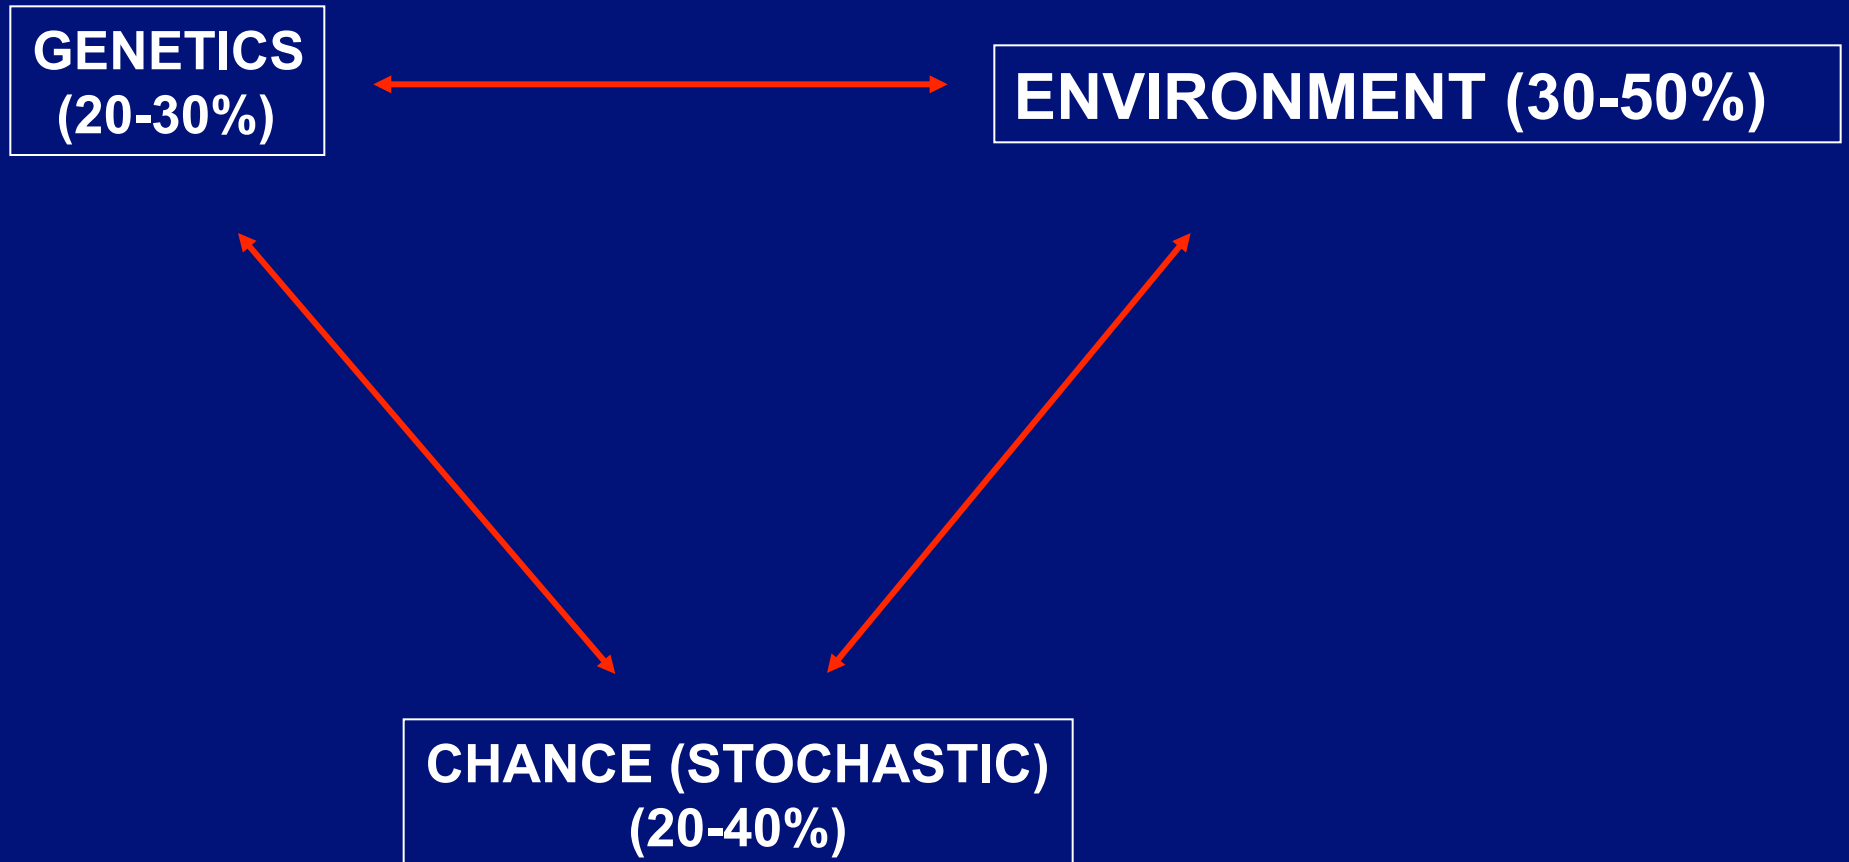 GENETICS
(20-30%)
ENVIRONMENT (30-50%)
CHANCE (STOCHASTIC)
(20-40%)